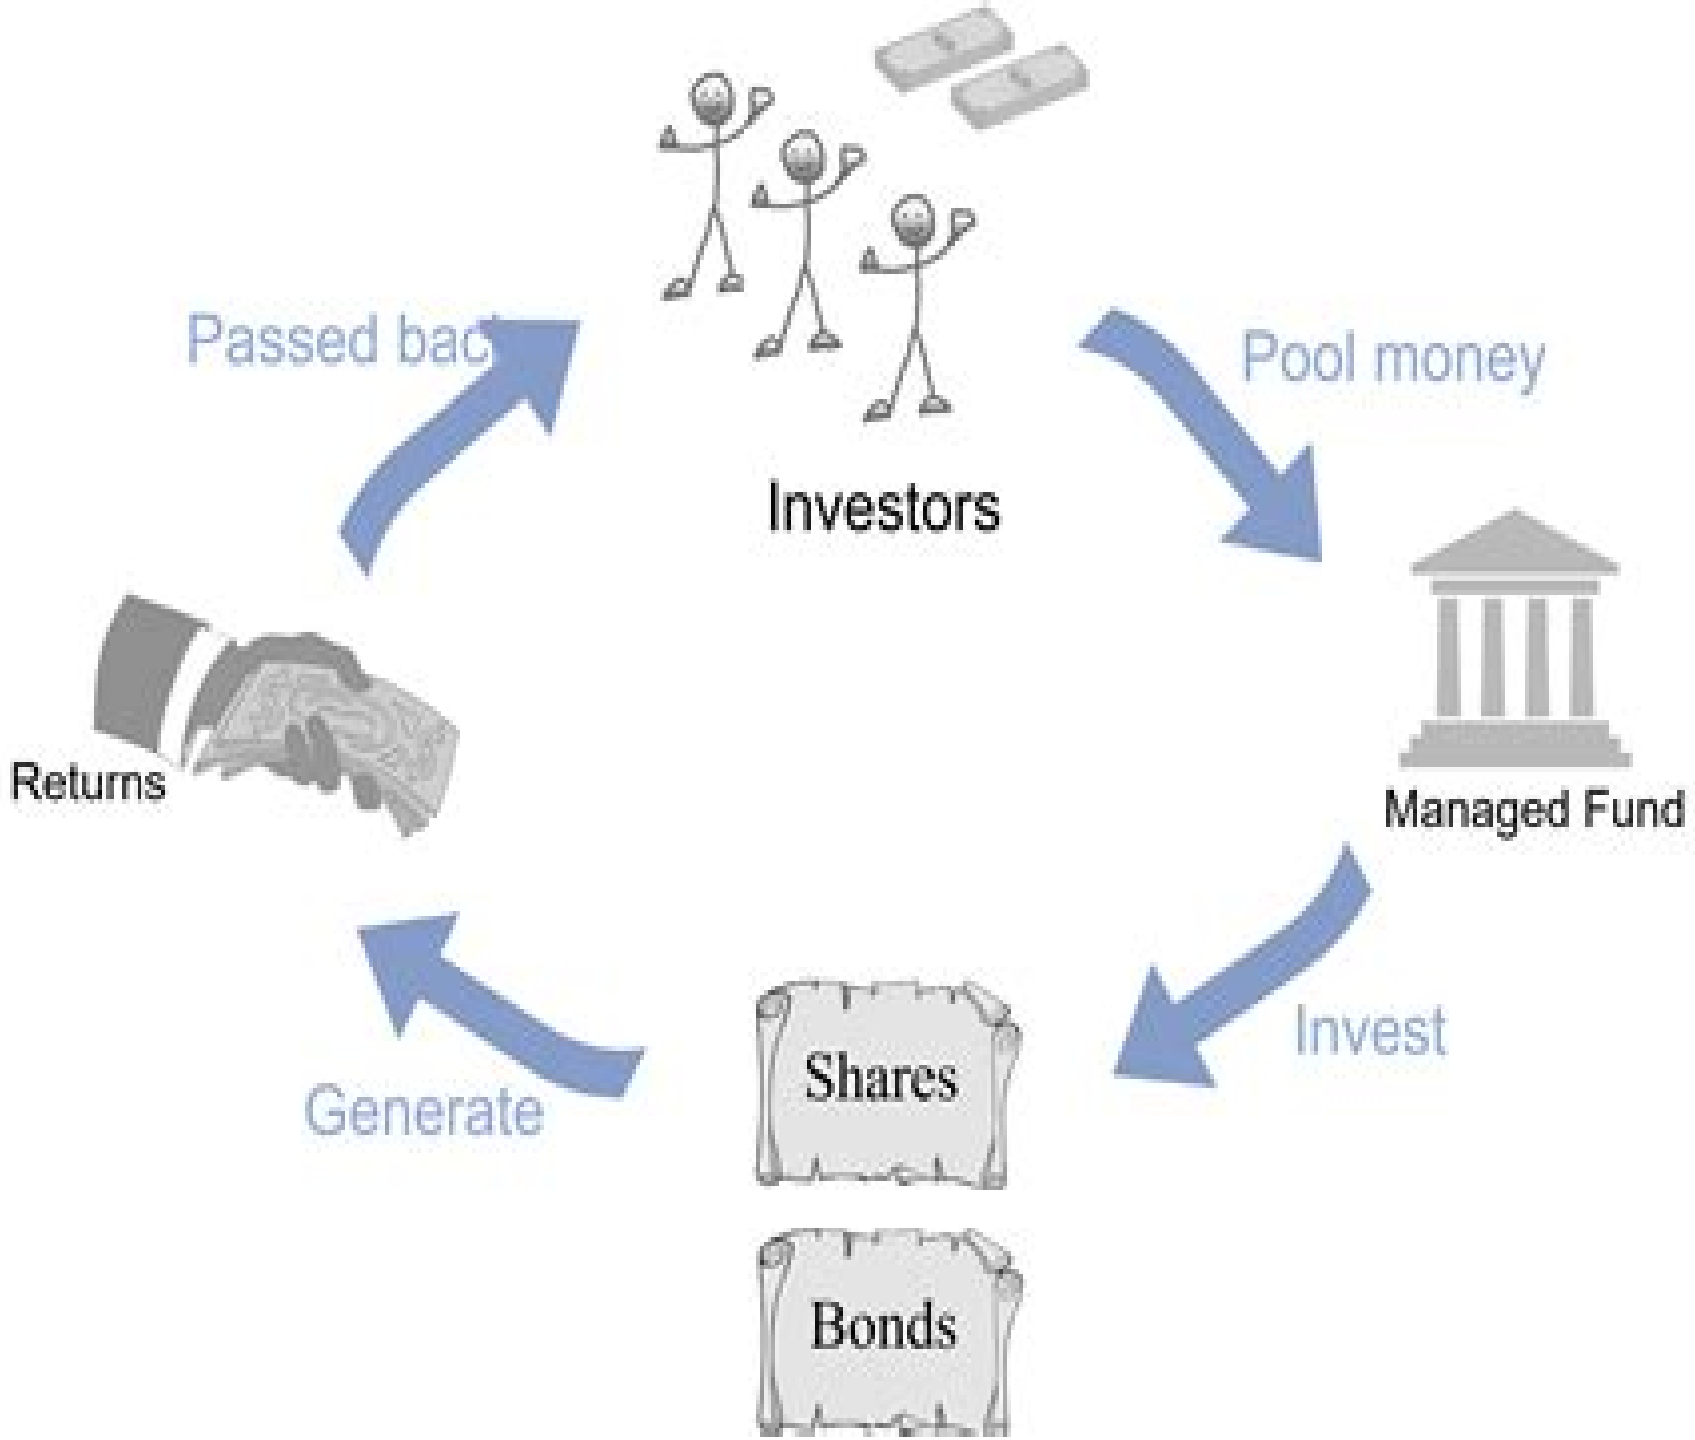 Passed bac
Pool money
Investors
Returns
Managed Fund
Invest
Generate
Shares
Bonds